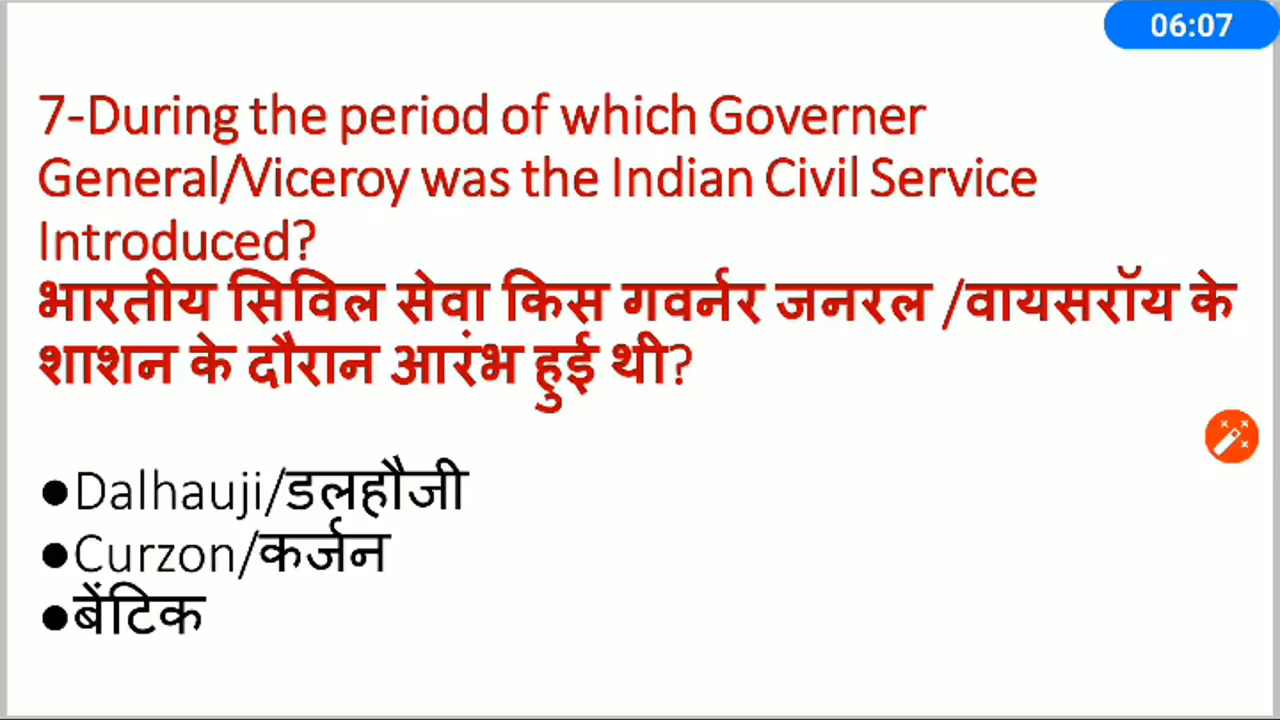 06:07
7-During the period of which Governer
General/Viceroy was the Indian Civil Service
Introduced?
भारतीय सिविल सेवा किस गवर्नर जनरल /वायसरॉय के
शाशन के दौरान आरंभ हुई थी?
●Dalhauji/डलहौजी
●Curzon/कर्जन
●बेंटिक